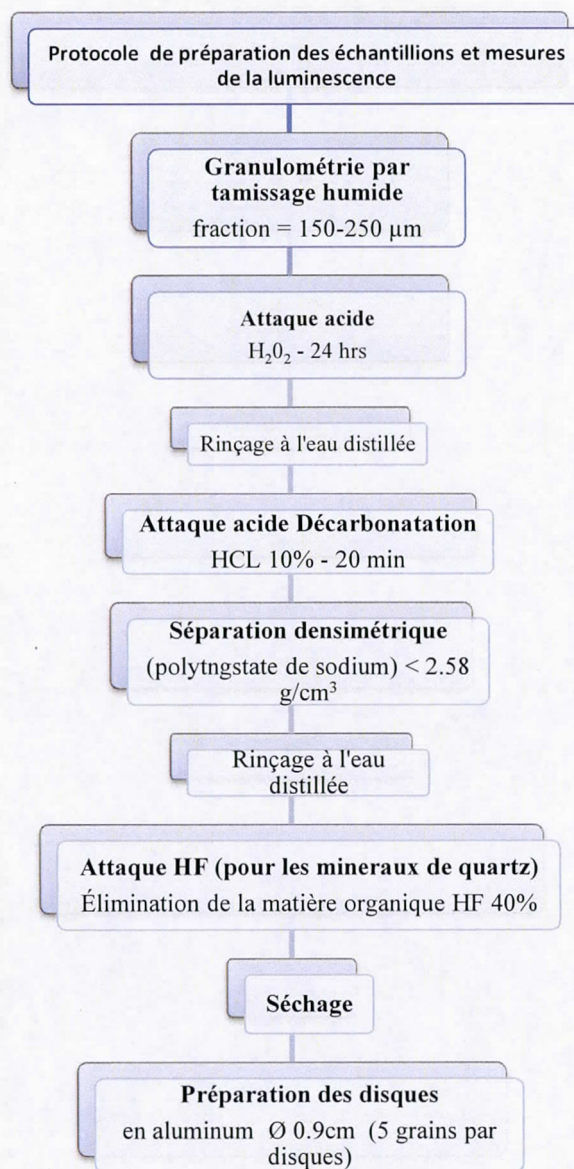 Protocole de préparation des échantillions et mesures
de la luminescence
Granulométrie par
tanissage humide
fraction = 150-250 µm
Attaque acide
H₂0₂ - 24 hrs
Rinçage à l'eau distillée
Attaque acide Décarbonatation
HCL 10% - 20 min
Séparation densimétrique
(polytngstate de sodium) < 2.58
g/cm³
Rinçage à l'eau
distillée
Attaque HF (pour les mineraux de quartz)
Élimination de la matière organique HF 40%
Séchage
Préparation des disques
en aluminum Ø 0.9cm (5 grains par
disques)